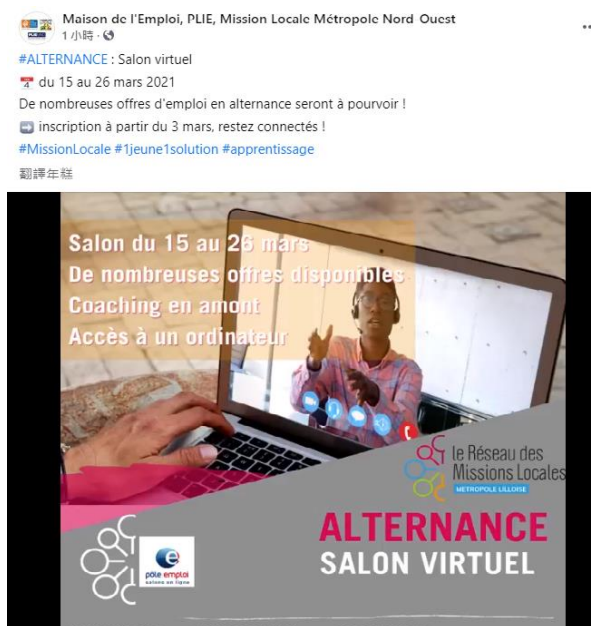 Maison de l'Emploi, PLIE, Mission Locale Métropole Nord-Ouest
1 小時 ·
#ALTERNANCE : Salon virtuel
du 15 au 26 mars 2021
De nombreuses offres d'emploi en alternance seront à pourvoir !
inscription à partir du 3 mars, restez connectés !
#MissionLocale #1jeune1solution #apprentissage
翻譯年糕
Salon du 15 au 26 mars
De nombreuses offres disponibles
Coaching en amont
Accès à un ordinateur
le Réseau des
Missions Locales
METROPOLE LILLOISE
ALTERNANCE
SALON VIRTUEL
pôle emploi
salons en ligne